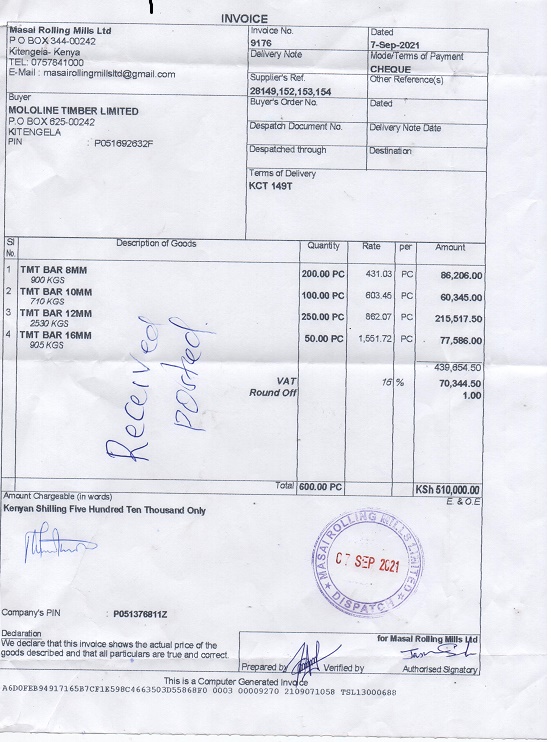 INVOICE
Masai Rolling Mills Ltd
P O BOX 344-00242
Kitengela- Kenya
TEL: 0757841000
E-Mail : masairollingmillsltd@gmail.com
Invoice No.
9176
Dated
7-Sep-2021
Delivery Note
Mode/Terms of Payment
CHEQUE
Supplier's Ref.
28149,152,153,154
Other Reference(s)
Buyer
MOLOLINE TIMBER LIMITED
P.O BOX 625-00242
KITENGELA
PIN : P051692632F
Buyer's Order No.
Dated
Despatch Document No.
Delivery Note Date
Despatched through
Destination
Terms of Delivery
KCT 149T
SI No. Description of Goods Quantity Rate per Amount
1 TMT BAR 8MM 200.00 PC 431.03 PC 86,206.00
900 KGS
2 TMT BAR 10MM 100.00 PC 603.45 PC 60,345.00
710 KGS
3 TMT BAR 12MM 250.00 PC 862.07 PC 215,517.50
2530 KGS
4 TMT BAR 16MM 50.00 PC 1,551.72 PC 77,586.00
905 KGS
439,654.50
VAT 16 % 70,344.50
Round Off 1.00
Received
posted
Total 600.00 PC KSh 510,000.00
Amount Chargeable (in words) E. & O.E
Kenyan Shilling Five Hundred Ten Thousand Only
MASAI ROLLING MILLS LIMITED
07 SEP 2021
DISPATCH
Company's PIN : P051376811Z
Declaration
We declare that this invoice shows the actual price of the
goods described and that all particulars are true and correct.
for Masai Rolling Mills Ltd
Prepared by Verified by Authorised Signatory
This is a Computer Generated Invoice
A6D0FEB94917165B7CF1E598C4663503D55868F0 0003 00009270 2109071058 TSL13000688